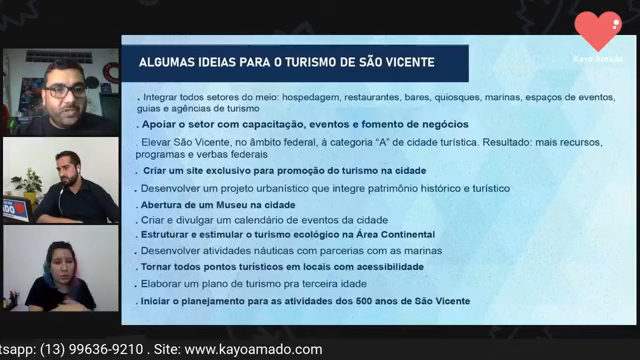 Kayo Amado
ALGUMAS IDEIAS PARA O TURISMO DE SÃO VICENTE
. Integrar todos setores do meio: hospedagem, restaurantes, bares, quiosques, marinas, espaços de eventos,
guias e agências de turismo
. Apoiar o setor com capacitação, eventos e fomento de negócios
. Elevar São Vicente, no âmbito federal, à categoria “A” de cidade turística. Resultado: mais recursos,
programas e verbas federais
. Criar um site exclusivo para promoção do turismo na cidade
. Desenvolver um projeto urbanístico que integre patrimônio histórico e turístico
. Abertura de um Museu na cidade
. Criar e divulgar um calendário de eventos da cidade
. Estruturar e estimular o turismo ecológico na Área Continental
. Desenvolver atividades náuticas com parcerias com as marinas
. Tornar todos pontos turísticos em locais com acessibilidade
. Elaborar um plano de turismo pra terceira idade
. Iniciar o planejamento para as atividades dos 500 anos de São Vicente
tsapp: (13) 99636-9210 . Site: www.kayoamado.com